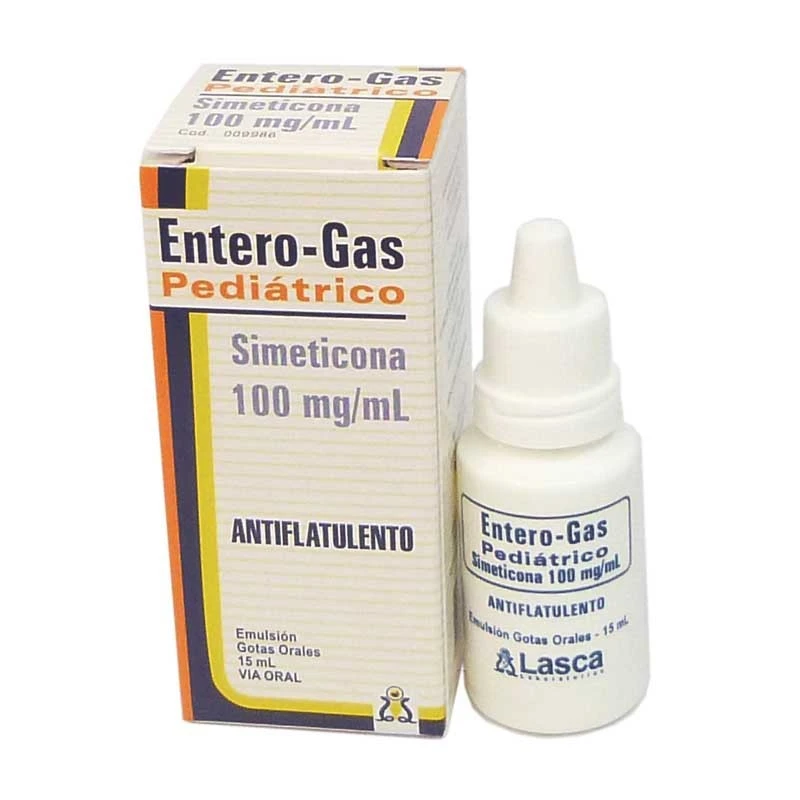 Entero-Gas
Pediátrico
Simeticona
100 mg/mL
Cod. 009986
Entero-Gas
Pediátrico
Simeticona
100 mg/mL
ANTIFLATULENTO
Emulsión
Gotas Orales
15 mL
VIA ORAL
Entero-Gas
Pediátrico
Simeticona 100 mg/mL
ANTIFLATULENTO
Emulsión Gotas Orales - 15 mL
Lasca
Laboratorios